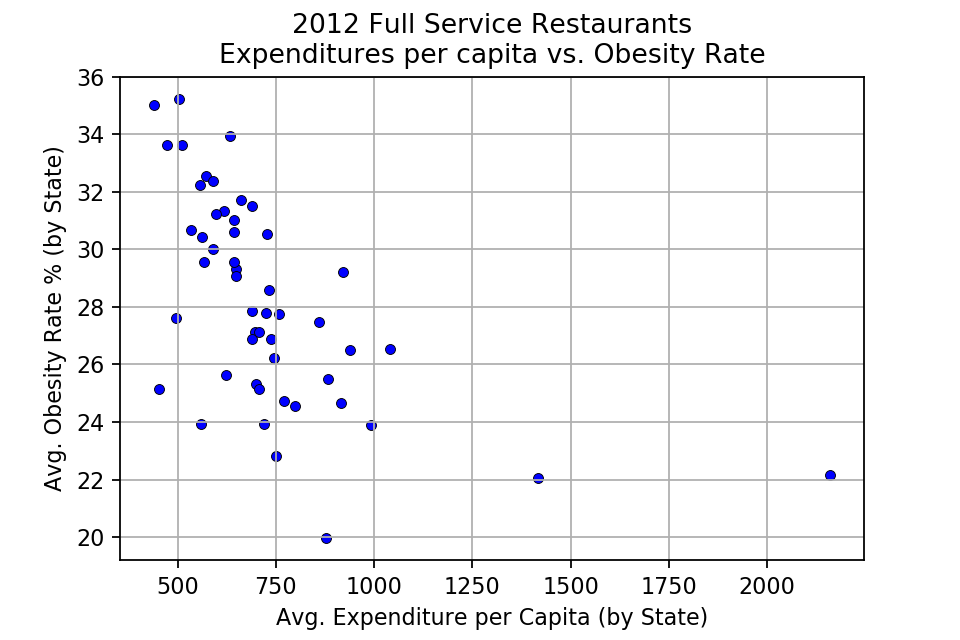 2012 Full Service Restaurants
Expenditures per capita vs. Obesity Rate
Avg. Obesity Rate % (by State)
36
34
32
30
28
26
24
22
20
500 750 1000 1250 1500 1750 2000
Avg. Expenditure per Capita (by State)